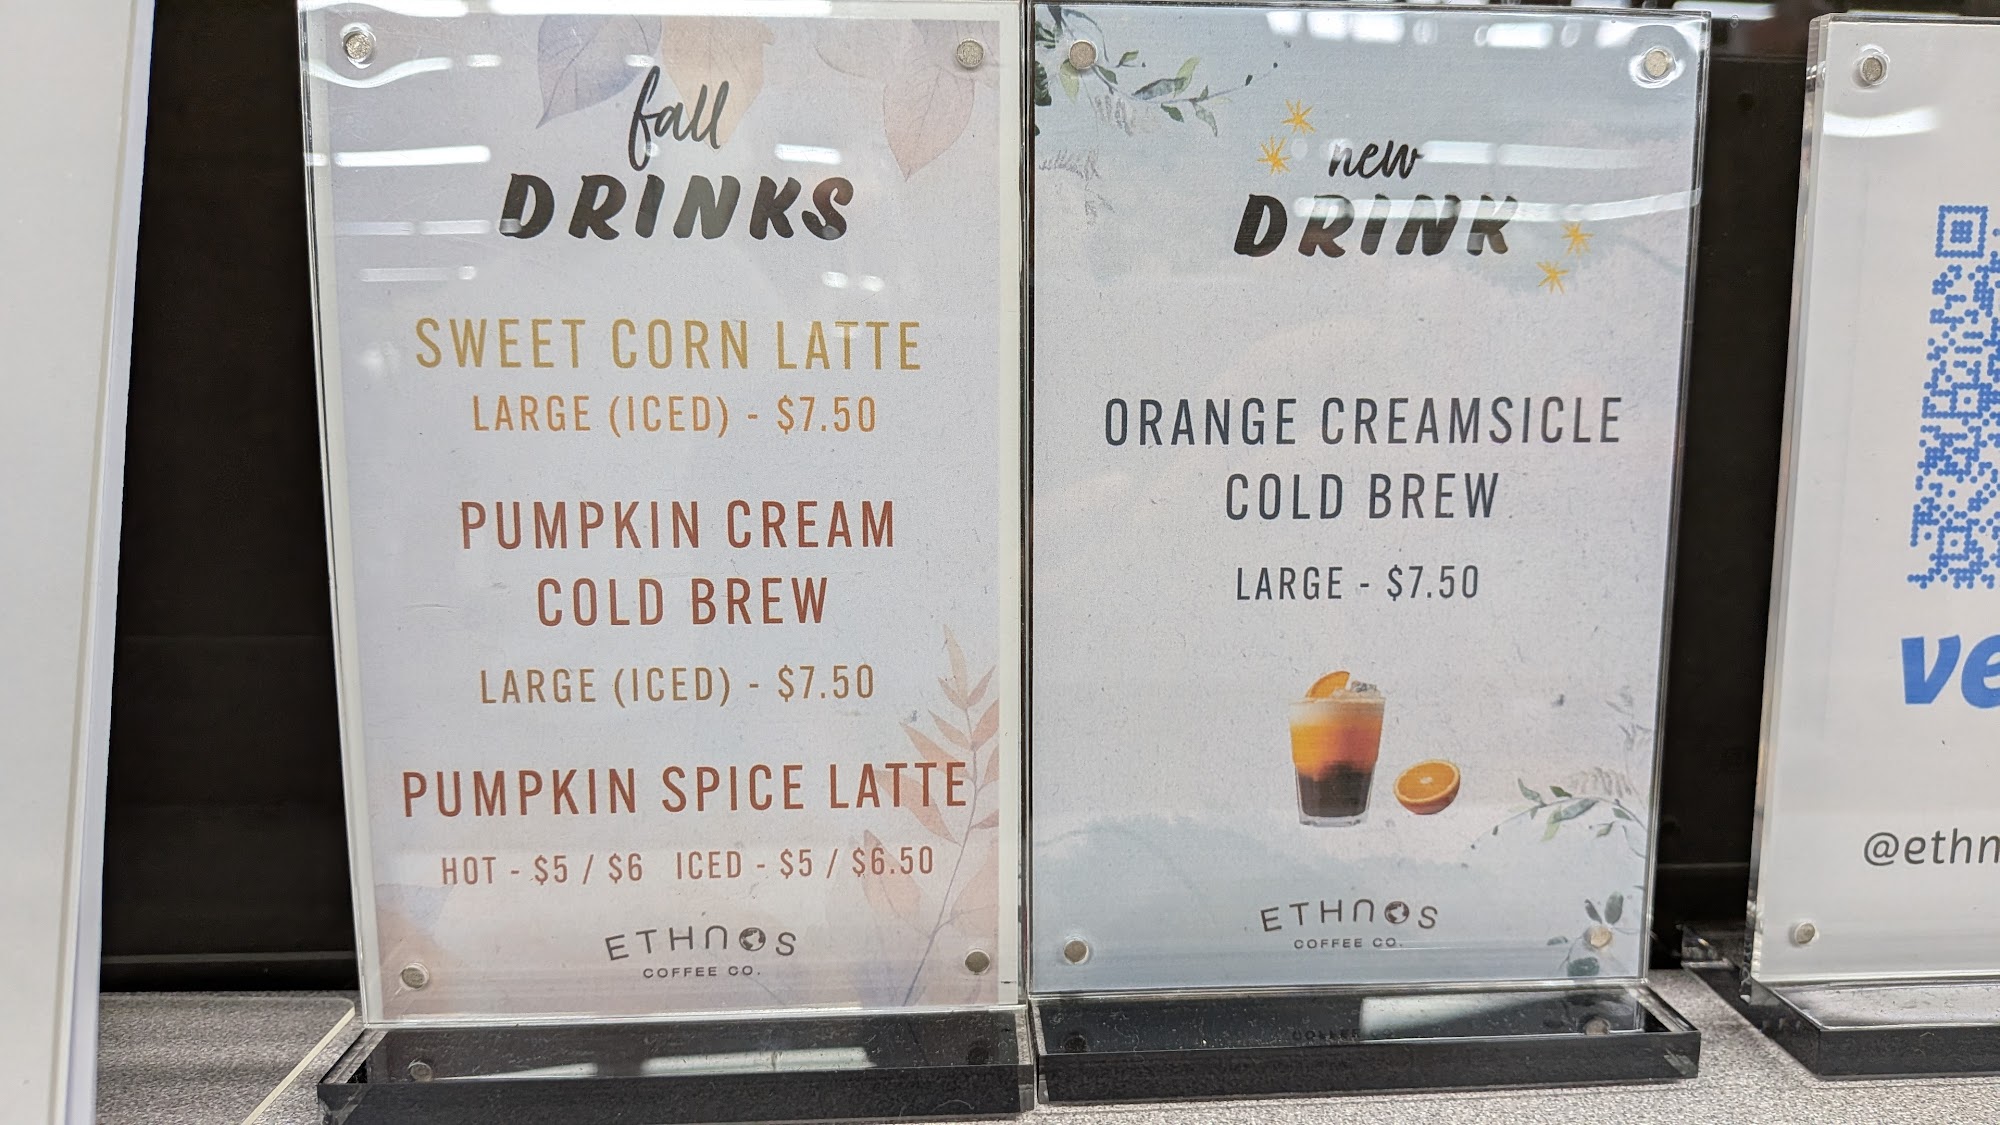 fall
DRINKS
SWEET CORN LATTE
LARGE (ICED) - $7.50
PUMPKIN CREAM
COLD BREW
LARGE (ICED) - $7.50
PUMPKIN SPICE LATTE
HOT - $5 / $6 ICED - $5 / $6.50
ETHNOS
COFFEE CO.
new
DRINK
ORANGE CREAMSICLE
COLD BREW
LARGE - $7.50
ETHNOS
COFFEE CO.
ve
@ethn